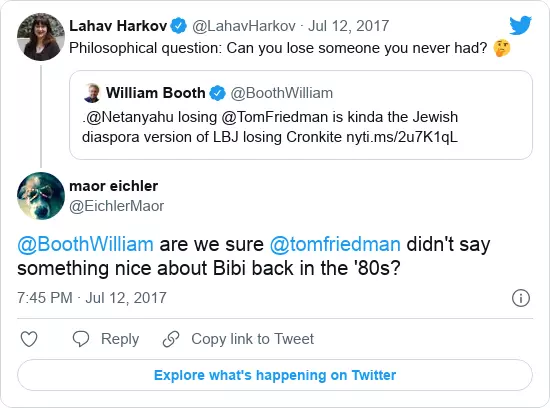 Lahav Harkov @LahavHarkov · Jul 12, 2017
Philosophical question: Can you lose someone you never had? 🤔
William Booth @BoothWilliam
.@Netanyahu losing @TomFriedman is kinda the Jewish
diaspora version of LBJ losing Cronkite nyti.ms/2u7K1qL
maor eichler
@EichlerMaor
@BoothWilliam are we sure @tomfriedman didn't say
something nice about Bibi back in the '80s?
7:45 PM · Jul 12, 2017
Reply Copy link to Tweet
Explore what's happening on Twitter